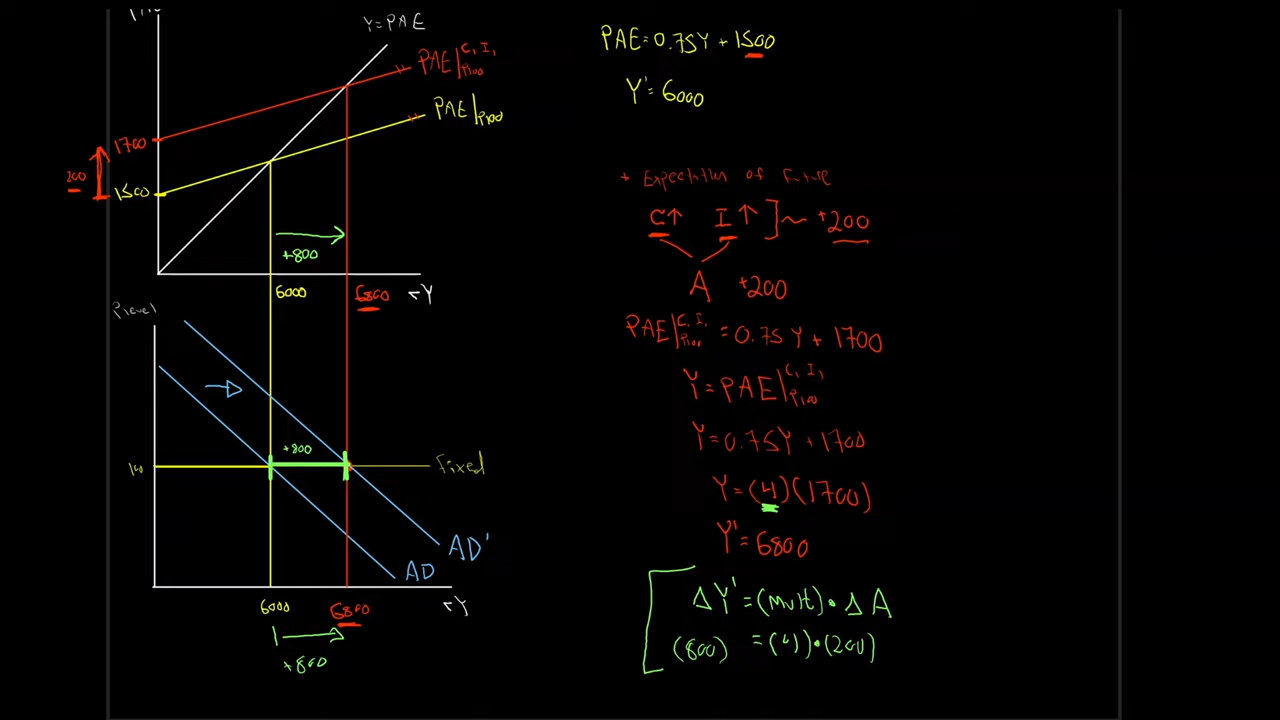 Y=PAE
PAE|C,I, P100
PAE|P100
1700
200
1500
+800
6000
6800
Y
Plevel
100
+800
Fixed
AD'
AD
6000
6800
Y
+800
PAE=0.75Y+1500
Y'=6000
+ Expectation of Future
C↑ I↑ ]~ +200
A +200
PAE|C,I, P100 = 0.75Y+1700
Y=PAE|C,I, P100
Y=0.75Y+1700
Y=(4)(1700)
Y'=6800
ΔY'=(Mult)•ΔA
(800) =(4)•(200)